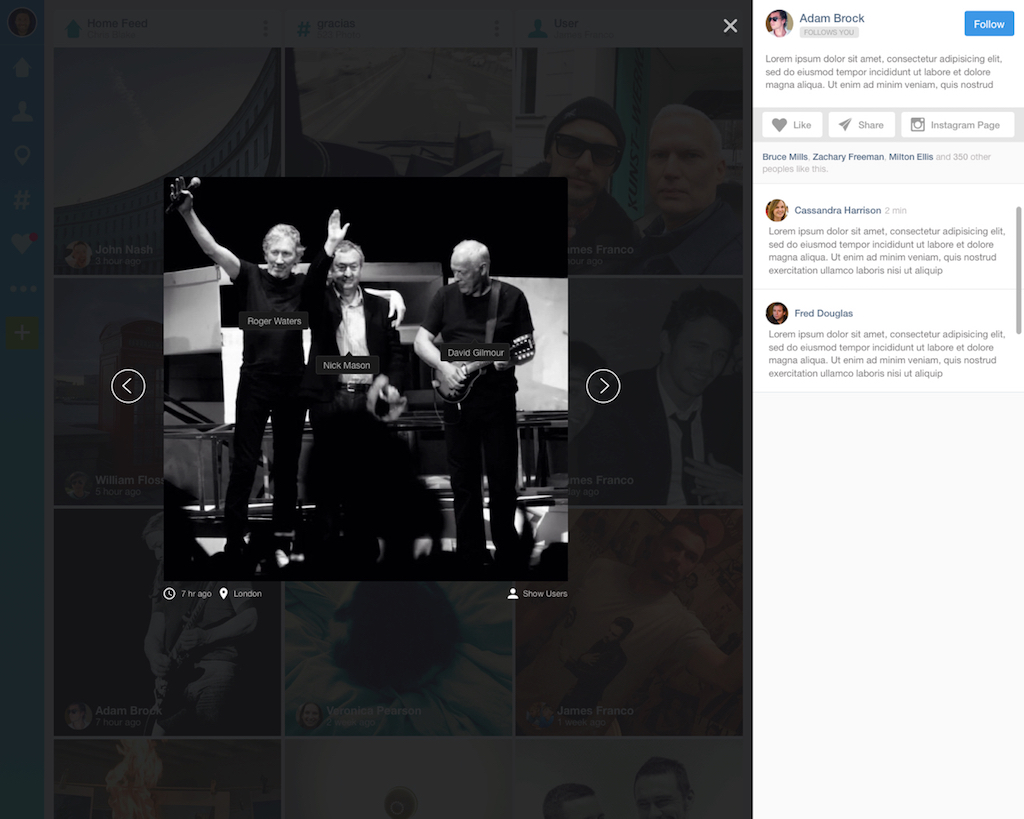 Home Feed
gracias
User
John Nash
3 hour ago
James Franco
hour ago
KUNST
William Floss
5 hour ago
James Franco
day ago
Adam Brock
7 hour ago
Veronica Pearson
1 week ago
James Franco
1 week ago
Roger Waters
Nick Mason
David Gilmour
7 hr ago
London
Show Users
Adam Brock
FOLLOWS YOU
Follow
Lorem ipsum dolor sit amet, consectetur adipisicing elit,
sed do eiusmod tempor incididunt ut labore et dolore
magna aliqua. Ut enim ad minim veniam, quis nostrud
Like
Share
Instagram Page
Bruce Mills, Zachary Freeman, Milton Ellis and 350 other
peoples like this.
Cassandra Harrison 2 min
Lorem ipsum dolor sit amet, consectetur adipisicing elit,
sed do eiusmod tempor incididunt ut labore et dolore
magna aliqua. Ut enim ad minim veniam, quis nostrud
exercitation ullamco laboris nisi ut aliquip
Fred Douglas
Lorem ipsum dolor sit amet, consectetur adipisicing elit,
sed do eiusmod tempor incididunt ut labore et dolore
magna aliqua. Ut enim ad minim veniam, quis nostrud
exercitation ullamco laboris nisi ut aliquip